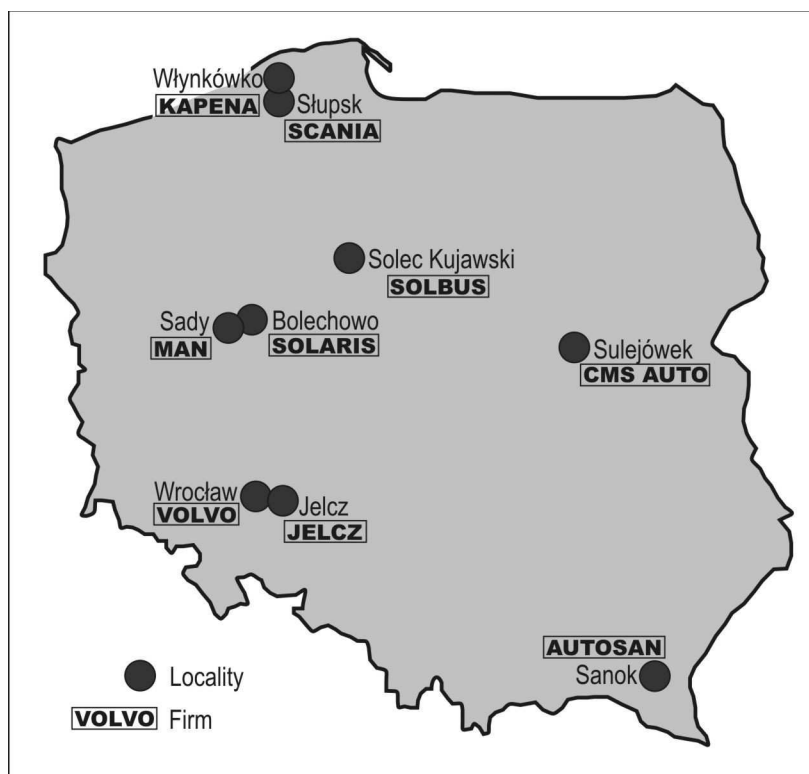 Włynkówko
KAPENA
Słupsk
SCANIA
Solec Kujawski
SOLBUS
Sady
MAN
Bolechowo
SOLARIS
Sulejówek
CMS AUTO
Wrocław
VOLVO
Jelcz
JELCZ
AUTOSAN
Sanok
Locality
VOLVO Firm